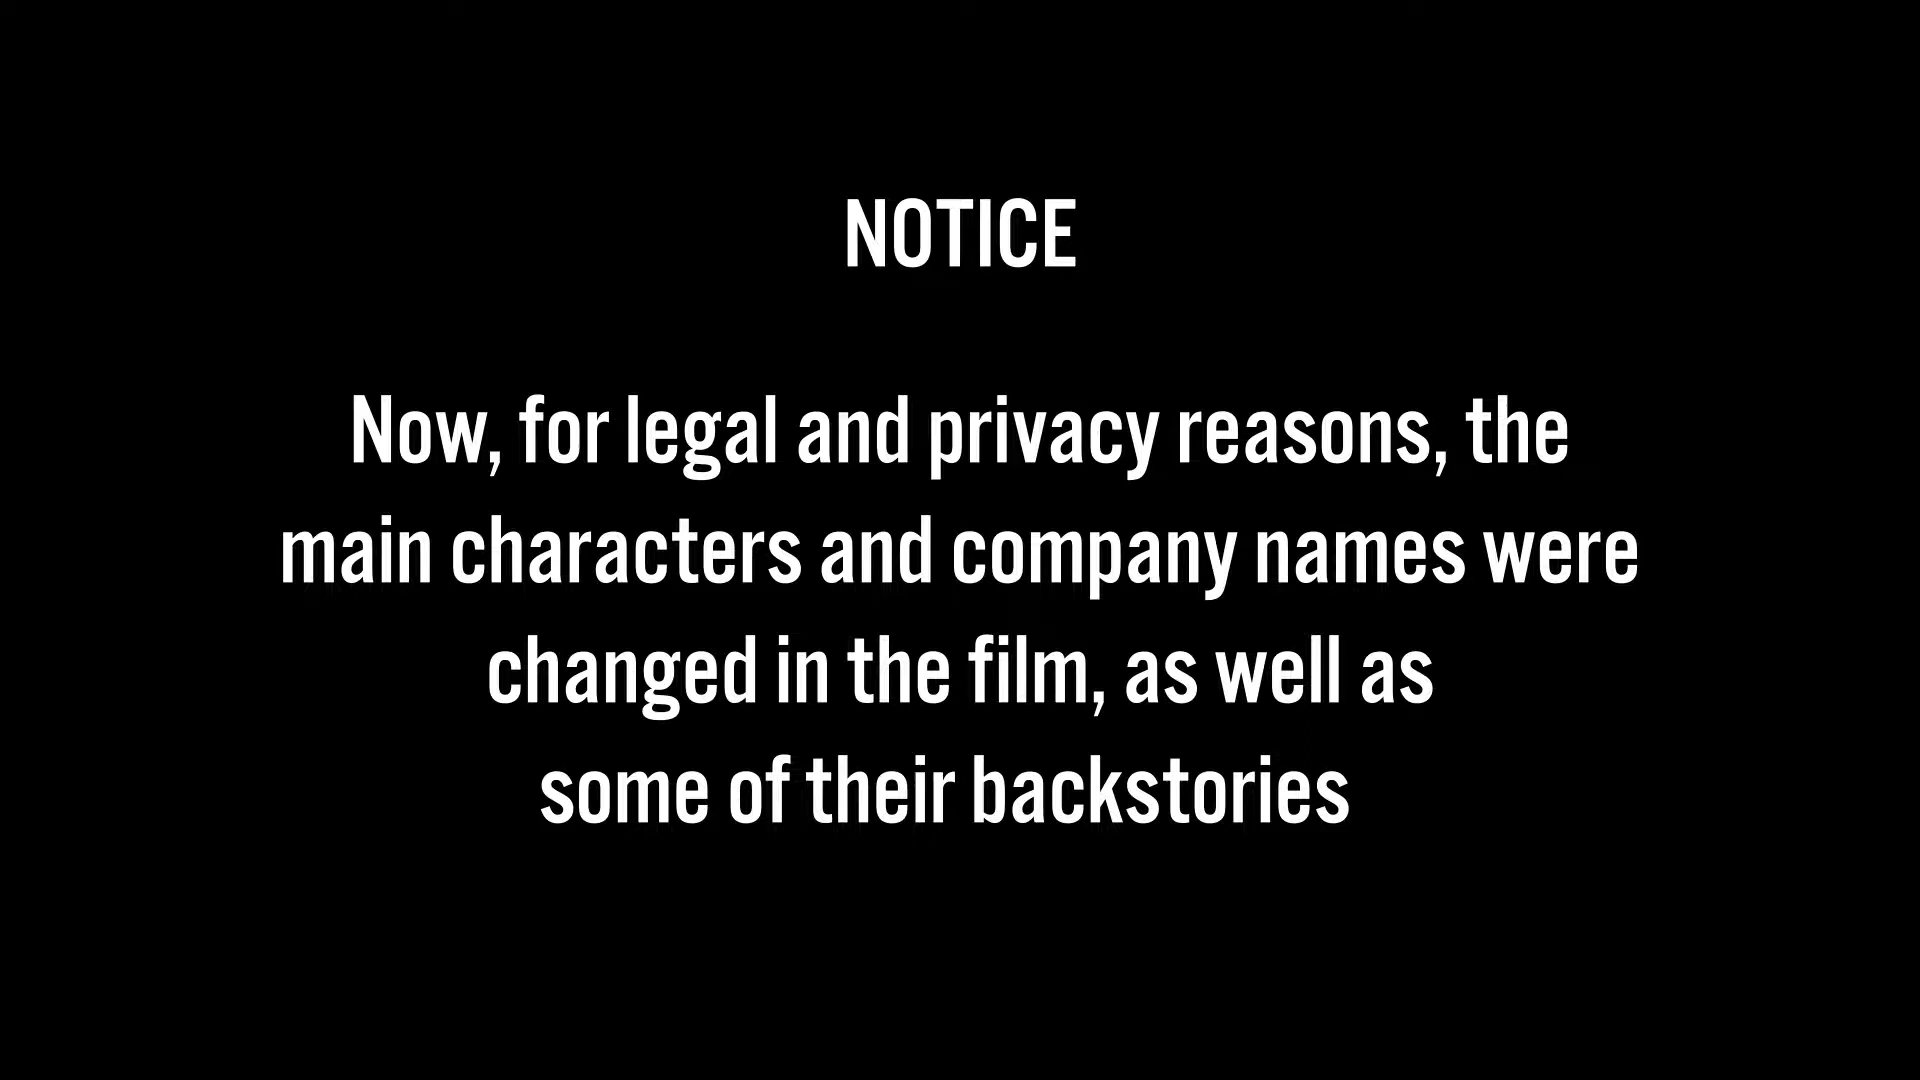 NOTICE
Now, for legal and privacy reasons, the
main characters and company names were
changed in the film, as well as
some of their backstories